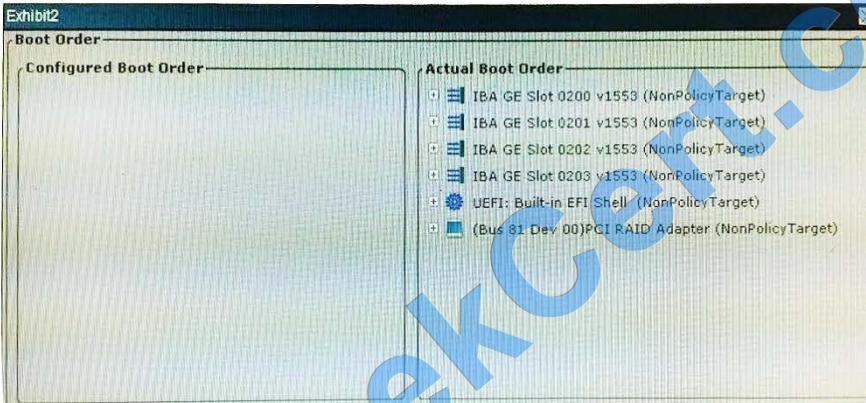 Exhibit2
Boot Order
Configured Boot Order
Actual Boot Order
IBA GE Slot 0200 v1553 (NonPolicyTarget)
IBA GE Slot 0201 v1553 (NonPolicyTarget)
IBA GE Slot 0202 v1553 (NonPolicyTarget)
IBA GE Slot 0203 v1553 (NonPolicyTarget)
UEFI: Built-in EFI Shell (NonPolicyTarget)
(Bus 81 Dev 00)PCI RAID Adapter (NonPolicyTarget)
ekCert.c